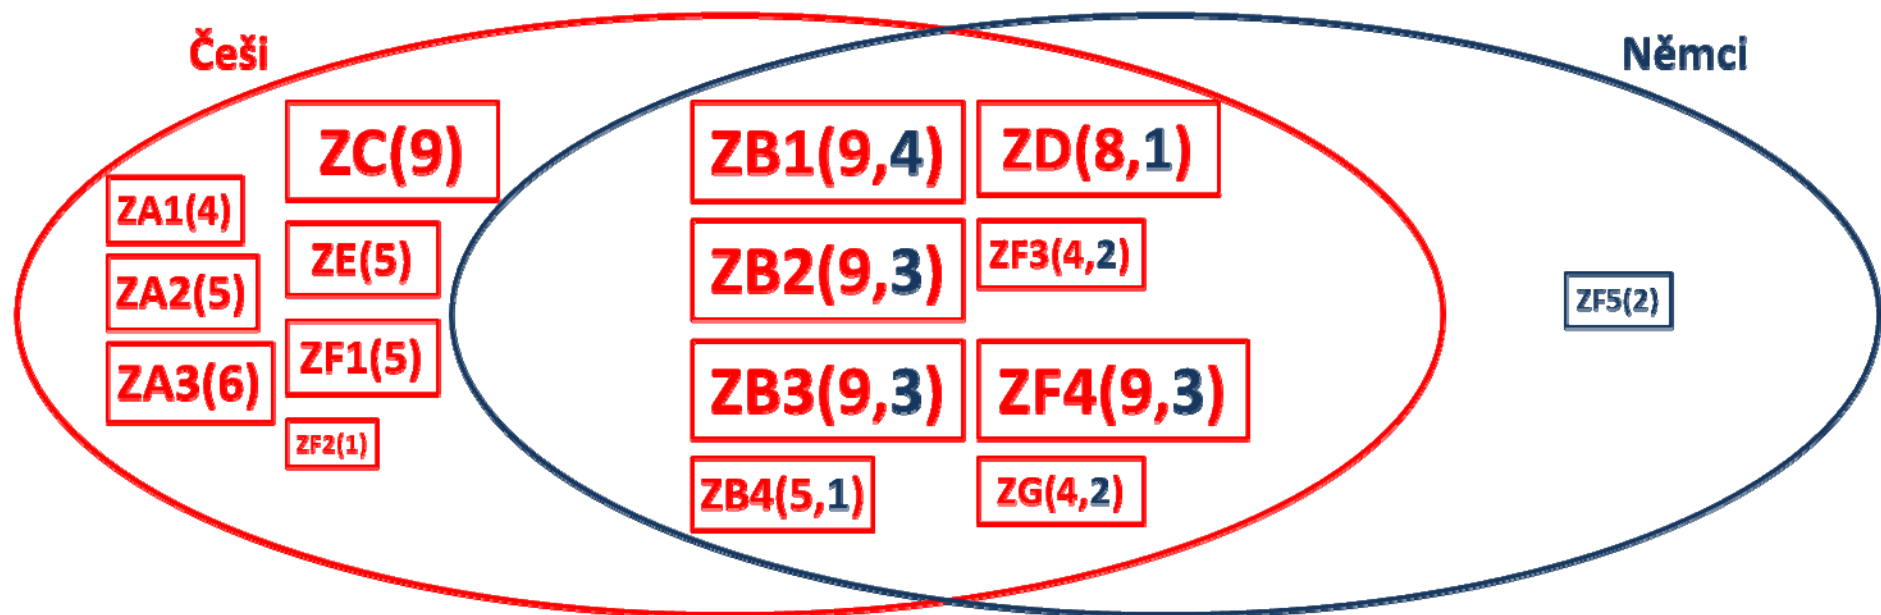 Češi
Němci
ZC(9)
ZA1(4)
ZE(5)
ZA2(5)
ZF1(5)
ZA3(6)
ZF2(1)
ZB1(9,4)
ZD(8,1)
ZB2(9,3)
ZF3(4,2)
ZB3(9,3)
ZF4(9,3)
ZB4(5,1)
ZG(4,2)
ZF5(2)